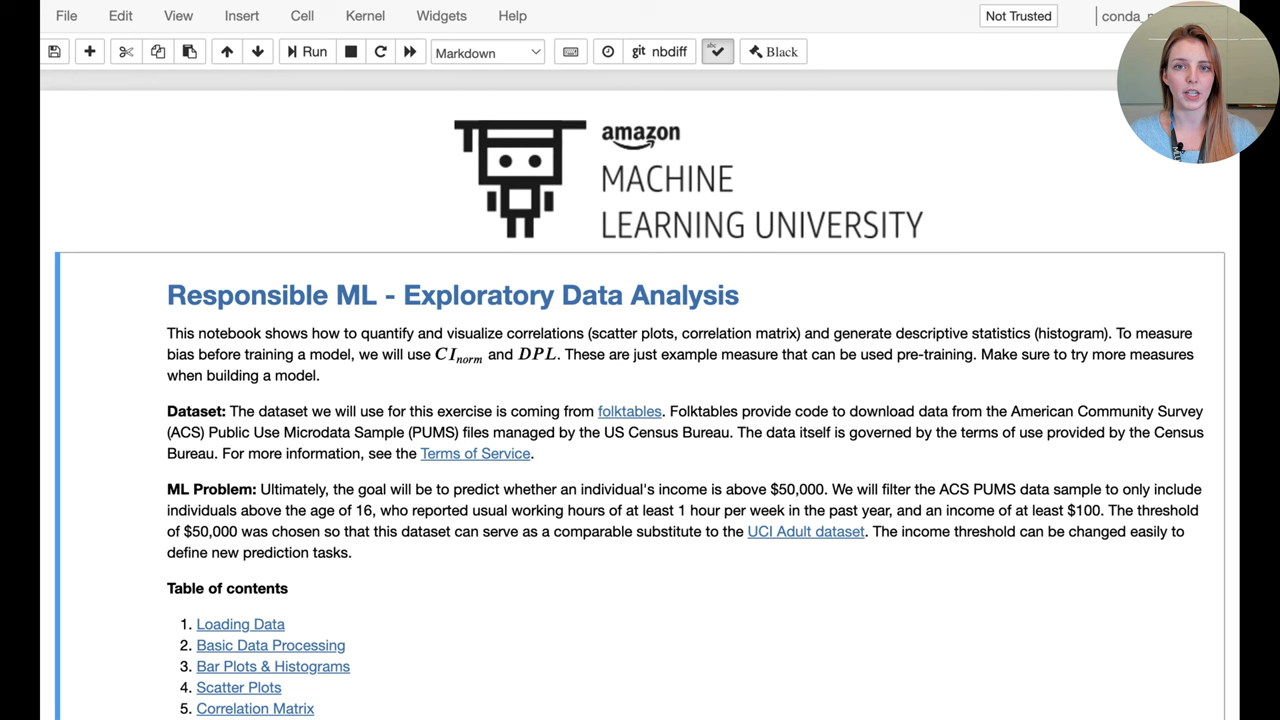 File Edit View Insert Cell Kernel Widgets Help Not Trusted conda_
Run Markdown git nbdiff abc Black
amazon
MACHINE
LEARNING UNIVERSITY
Responsible ML - Exploratory Data Analysis
This notebook shows how to quantify and visualize correlations (scatter plots, correlation matrix) and generate descriptive statistics (histogram). To measure
bias before training a model, we will use CInorm and DPL. These are just example measure that can be used pre-training. Make sure to try more measures
when building a model.
Dataset: The dataset we will use for this exercise is coming from folktables. Folktables provide code to download data from the American Community Survey
(ACS) Public Use Microdata Sample (PUMS) files managed by the US Census Bureau. The data itself is governed by the terms of use provided by the Census
Bureau. For more information, see the Terms of Service.
ML Problem: Ultimately, the goal will be to predict whether an individual's income is above $50,000. We will filter the ACS PUMS data sample to only include
individuals above the age of 16, who reported usual working hours of at least 1 hour per week in the past year, and an income of at least $100. The threshold
of $50,000 was chosen so that this dataset can serve as a comparable substitute to the UCI Adult dataset. The income threshold can be changed easily to
define new prediction tasks.
Table of contents
1. Loading Data
2. Basic Data Processing
3. Bar Plots & Histograms
4. Scatter Plots
5. Correlation Matrix